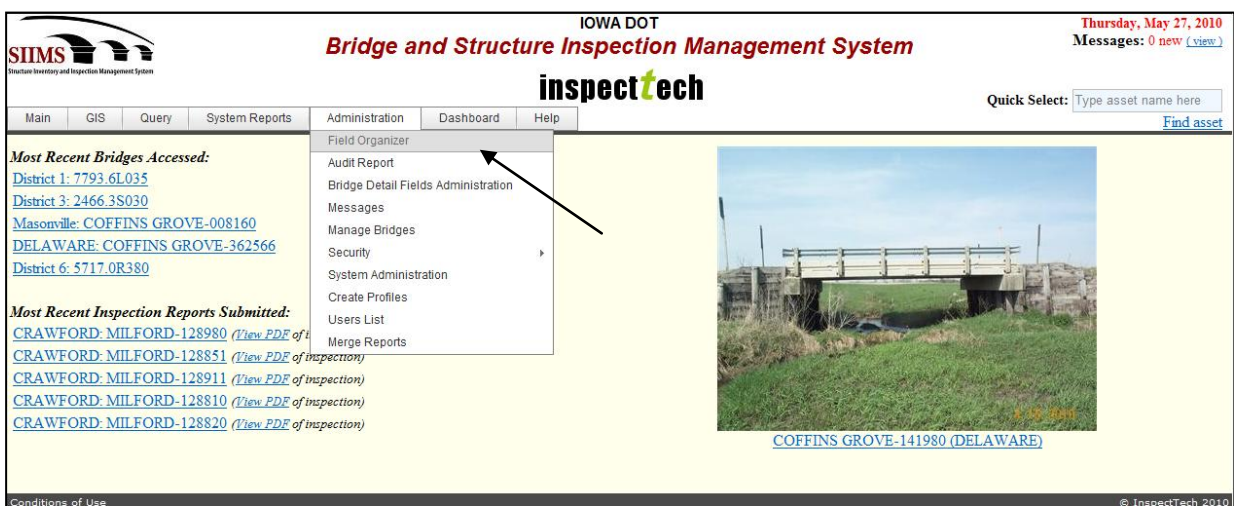 IOWA DOT
Bridge and Structure Inspection Management System
inspecttech
SIIMS
Structure Inventory and Inspection Management System
Thursday, May 27, 2010
Messages: 0 new ( view )
Quick Select: Type asset name here
Find asset
Main GIS Query System Reports Administration Dashboard Help
Field Organizer
Audit Report
Bridge Detail Fields Administration
Messages
Manage Bridges
Security
System Administration
Create Profiles
Users List
Merge Reports
Most Recent Bridges Accessed:
District 1: 7793.6L035
District 3: 2466.3S030
Masonville: COFFINS GROVE-008160
DELAWARE: COFFINS GROVE-362566
District 6: 5717.0R380
Most Recent Inspection Reports Submitted:
CRAWFORD: MILFORD-128980 (View PDF of i
CRAWFORD: MILFORD-128851 (View PDF of inspection)
CRAWFORD: MILFORD-128911 (View PDF of inspection)
CRAWFORD: MILFORD-128810 (View PDF of inspection)
CRAWFORD: MILFORD-128820 (View PDF of inspection)
COFFINS GROVE-141980 (DELAWARE)
Conditions of Use
© InspectTech 2010